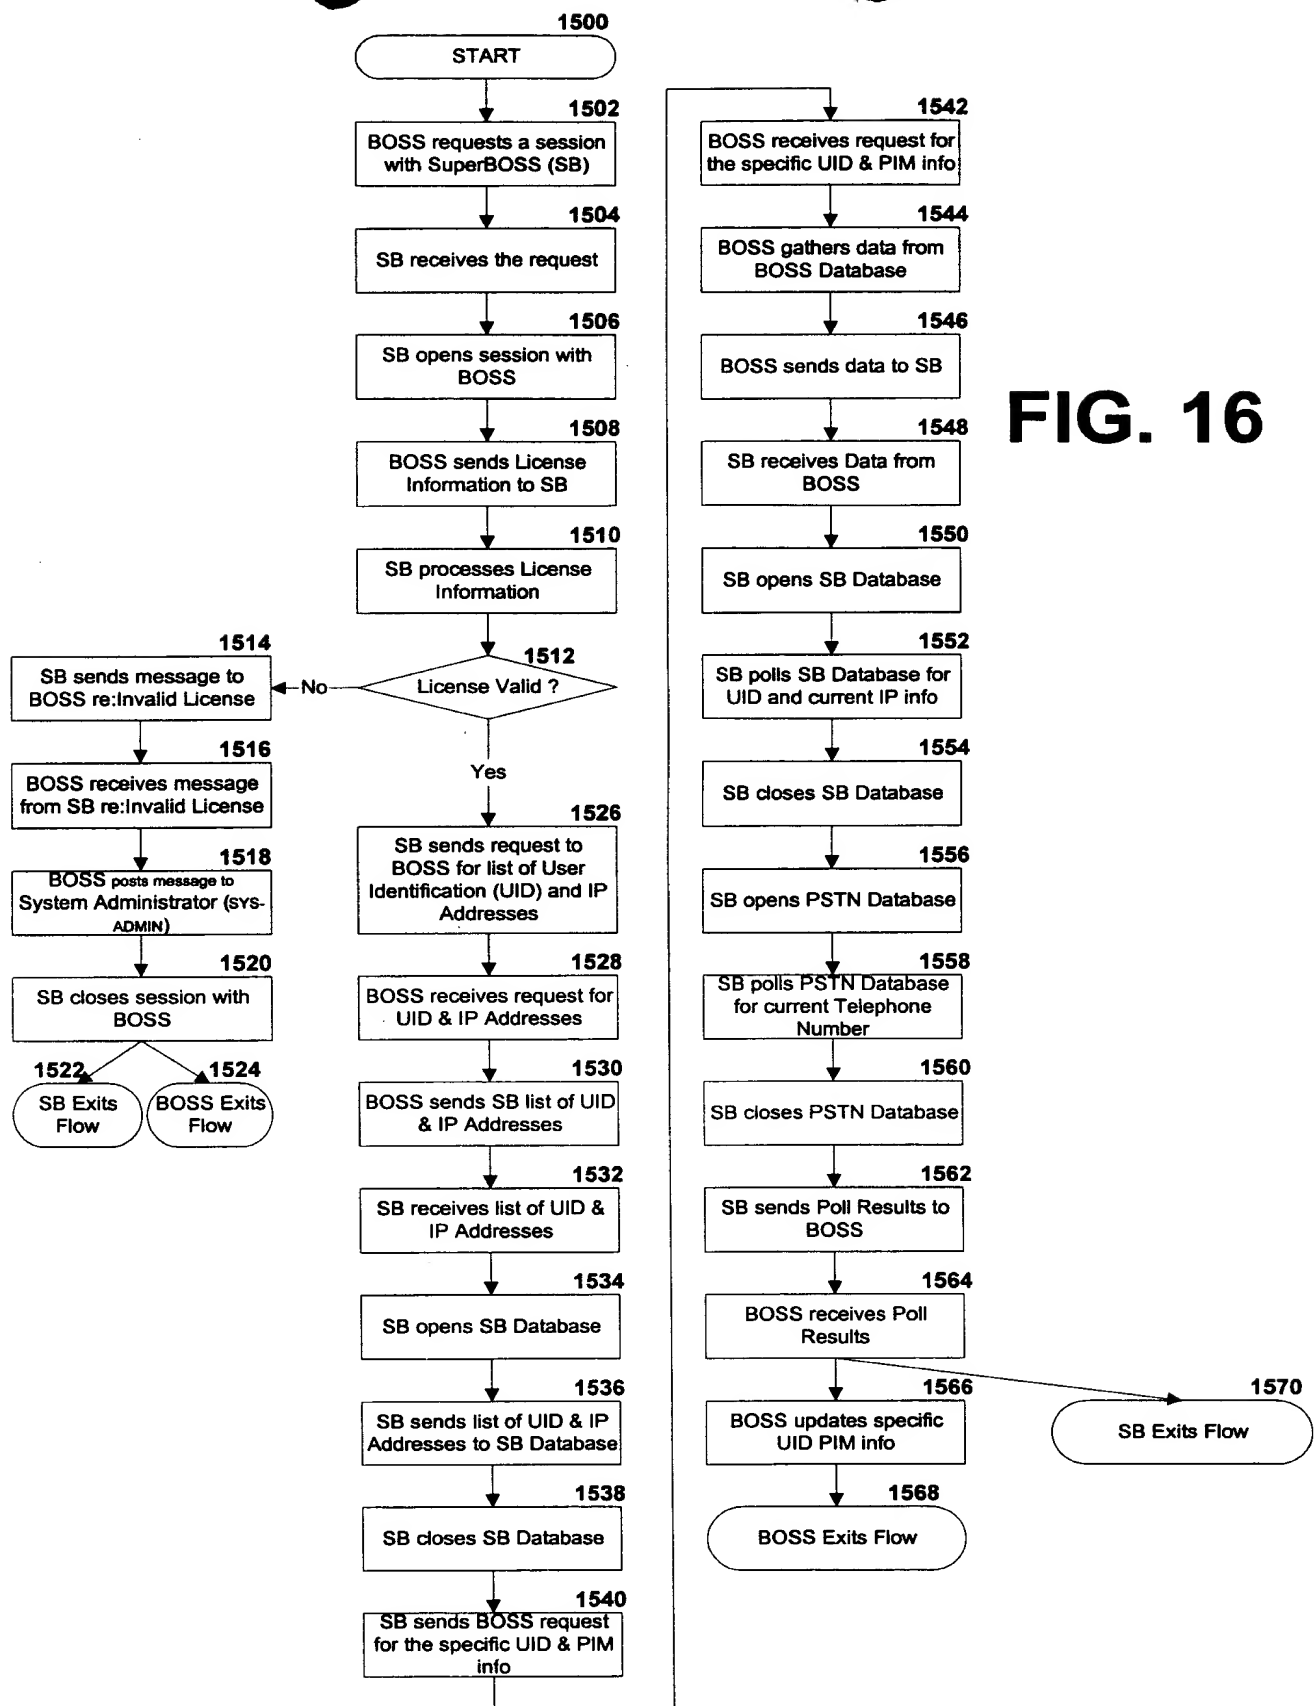 1500
START
1502
BOSS requests a session
with SuperBOSS (SB)
1504
SB receives the request
1506
SB opens session with
BOSS
1508
BOSS sends License
Information to SB
1510
SB processes License
Information
1512
License Valid ?
No
Yes
1514
SB sends message to
BOSS re:Invalid License
1516
BOSS receives message
from SB re:Invalid License
1518
BOSS posts message to
System Administrator (SYS-
ADMIN)
1520
SB closes session with
BOSS
1522
SB Exits
Flow
1524
BOSS Exits
Flow
1526
SB sends request to
BOSS for list of User
Identification (UID) and IP
Addresses
1528
BOSS receives request for
UID & IP Addresses
1530
BOSS sends SB list of UID
& IP Addresses
1532
SB receives list of UID &
IP Addresses
1534
SB opens SB Database
1536
SB sends list of UID & IP
Addresses to SB Database
1538
SB closes SB Database
1540
SB sends BOSS request
for the specific UID & PIM
info
1542
BOSS receives request for
the specific UID & PIM info
1544
BOSS gathers data from
BOSS Database
1546
BOSS sends data to SB
1548
SB receives Data from
BOSS
1550
SB opens SB Database
1552
SB polls SB Database for
UID and current IP info
1554
SB closes SB Database
1556
SB opens PSTN Database
1558
SB polls PSTN Database
for current Telephone
Number
1560
SB closes PSTN Database
1562
SB sends Poll Results to
BOSS
1564
BOSS receives Poll
Results
1566
BOSS updates specific
UID PIM info
1568
BOSS Exits Flow
1570
SB Exits Flow
FIG. 16